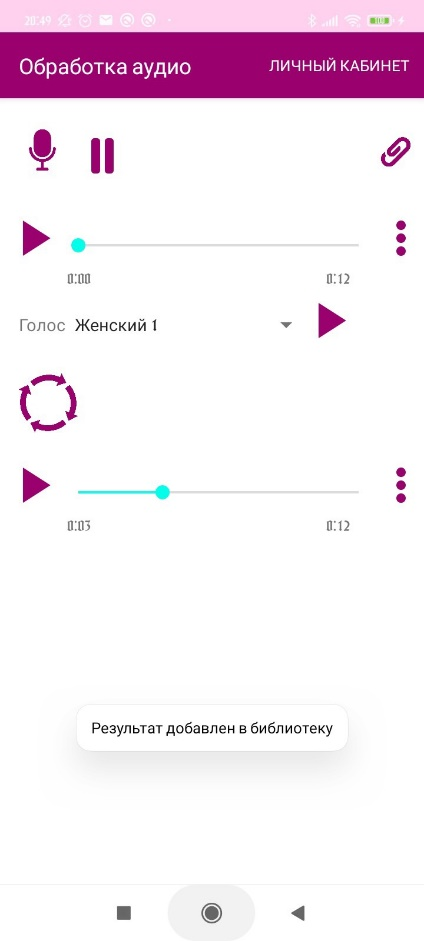 20:49
Обработка аудио ЛИЧНЫЙ КАБИНЕТ
0:00 0:12
Голос Женский 1
0:03 0:12
Результат добавлен в библиотеку